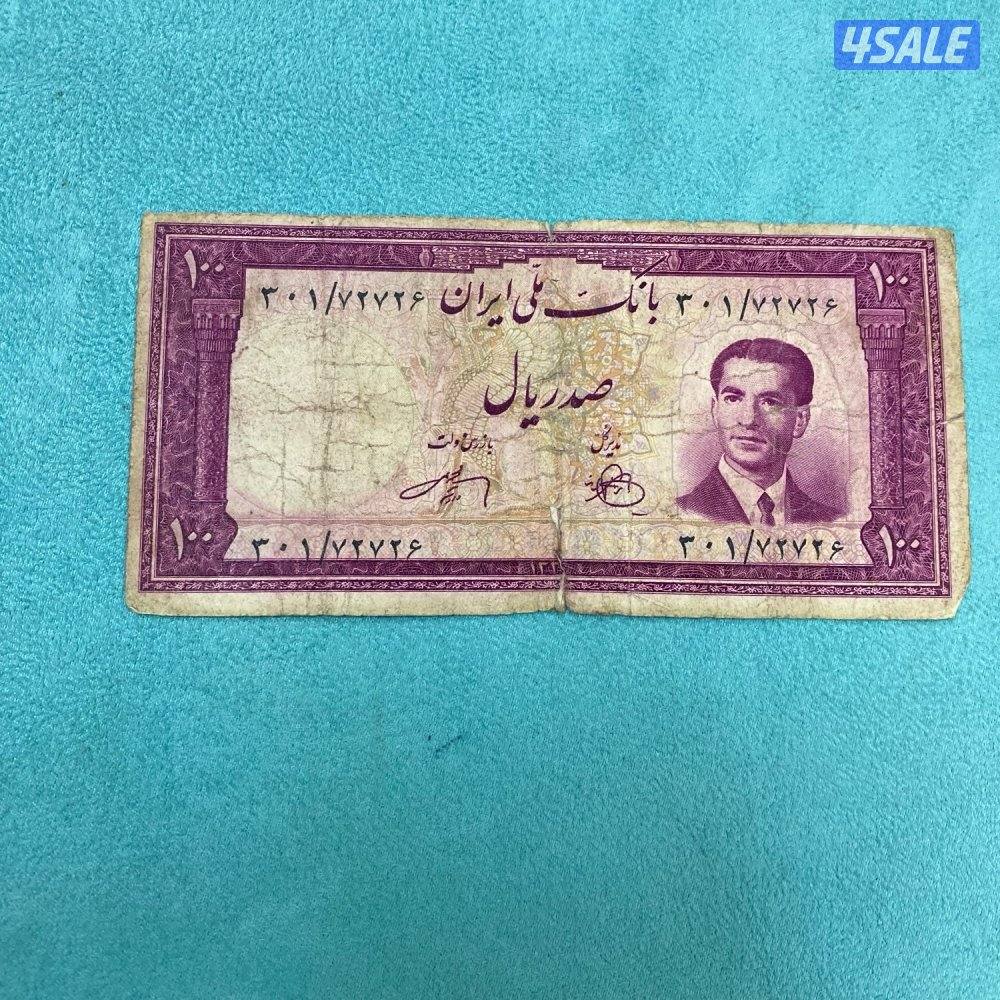 4SALE
۱۰۰ ۱۰۰
بانک ملّی ایران
۳۰۱/۷۲۷۲۶ ۳۰۱/۷۲۷۲۶
صد ریال
مدیر کل بازرس دولت
۳۰۱/۷۲۷۲۶ ۳۰۱/۷۲۷۲۶
۱۰۰ ۱۰۰